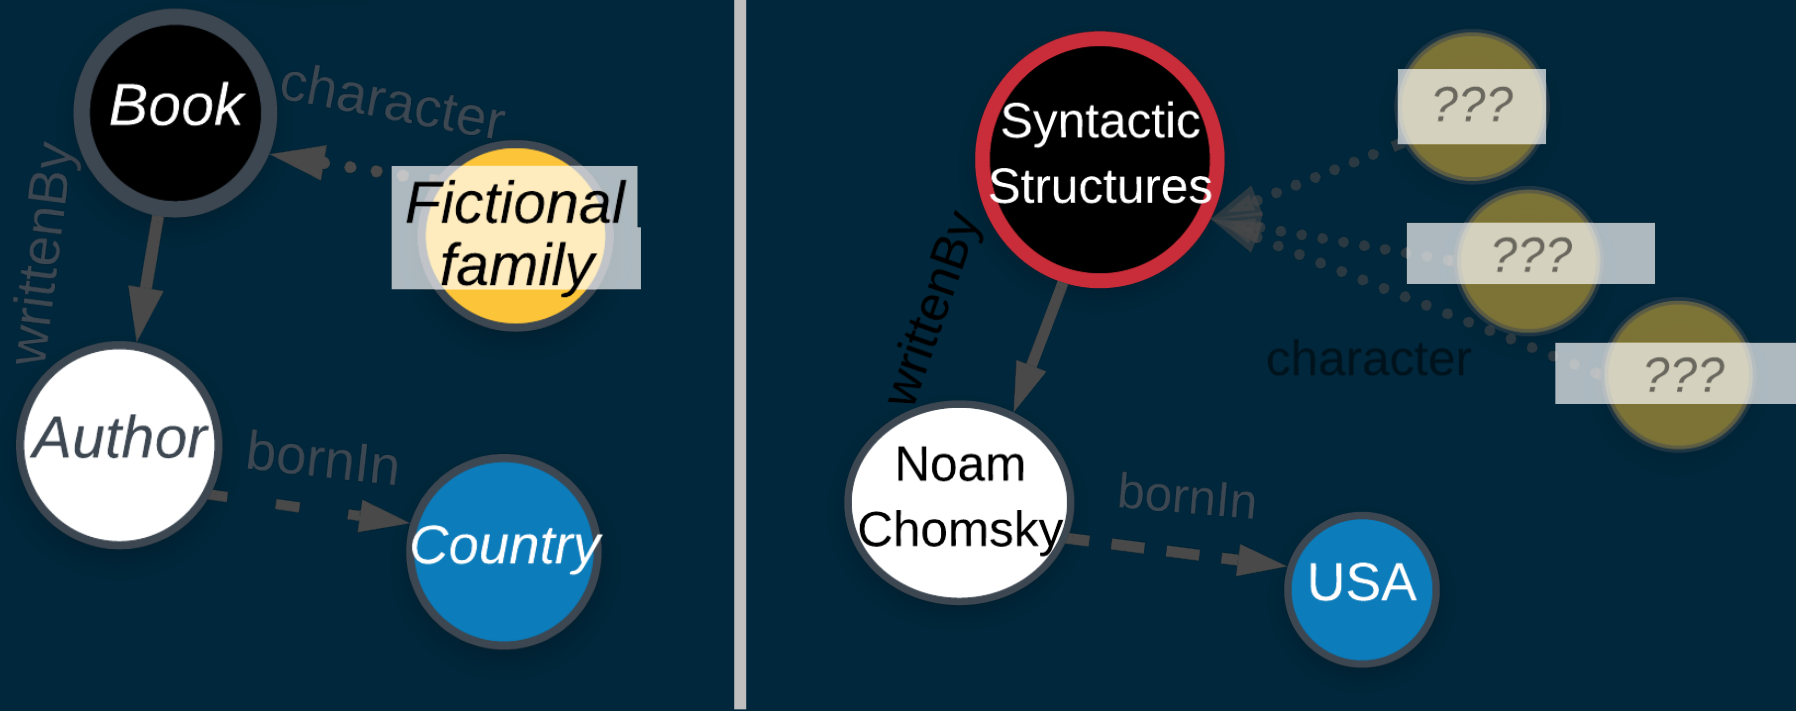 Book
character
writtenBy
Fictional
family
Author
bornIn
Country
Syntactic
Structures
???
???
???
writtenBy
character
Noam
Chomsky
bornIn
USA